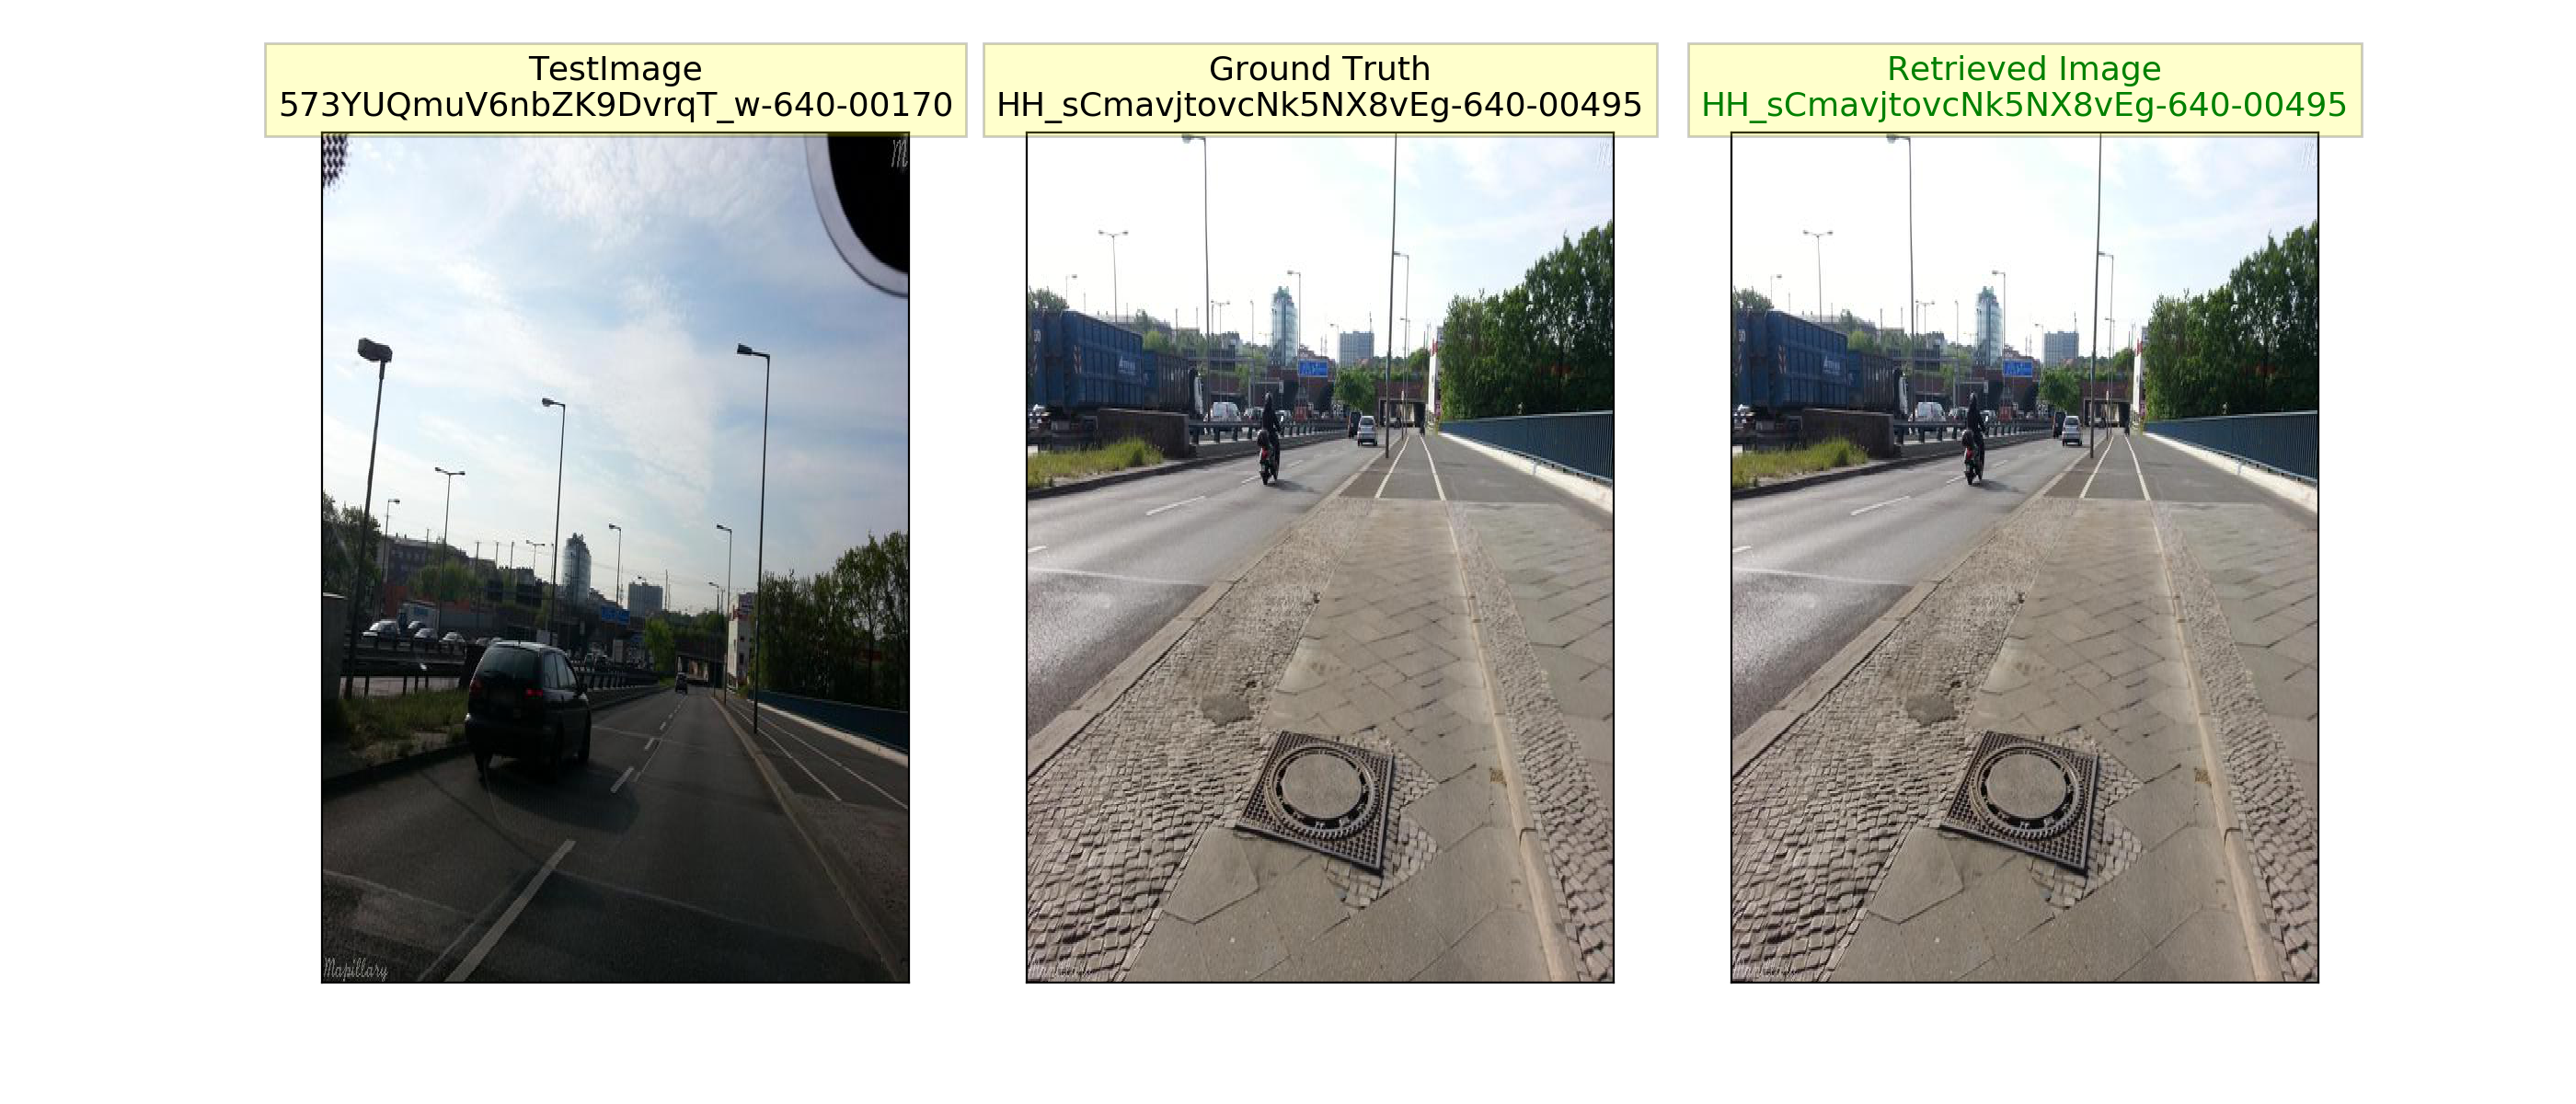 TestImage
573YUQmuV6nbZK9DvrqT_w-640-00170
Ground Truth
HH_sCmavjtovcNk5NX8vEg-640-00495
Retrieved Image
HH_sCmavjtovcNk5NX8vEg-640-00495
Mapillary